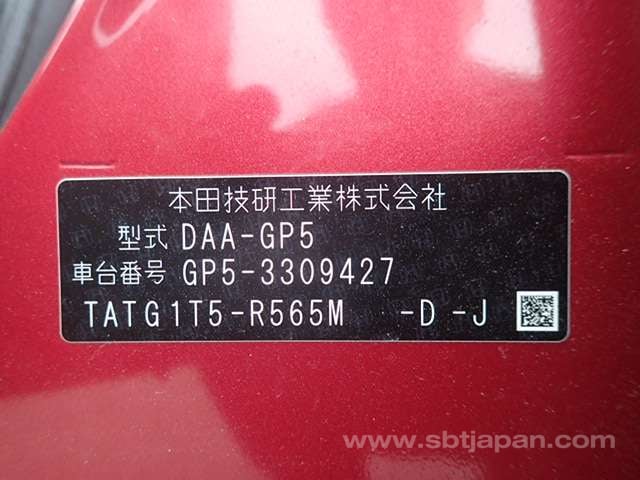 本田技研工業株式会社
型式 DAA-GP5
車台番号 GP5-3309427
TATG1T5-R565M -D -J
www.sbtjapan.com